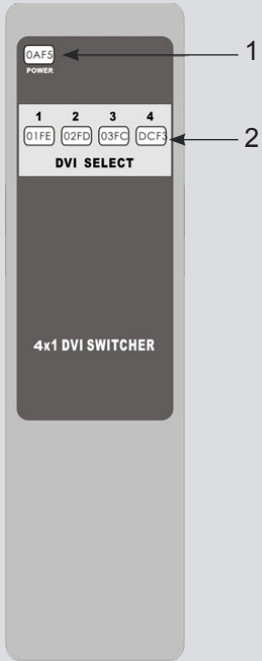 0AF5 1
POWER
1 2 3 4
01FE 02FD 03FC DCF3 2
DVI SELECT
4x1 DVI SWITCHER